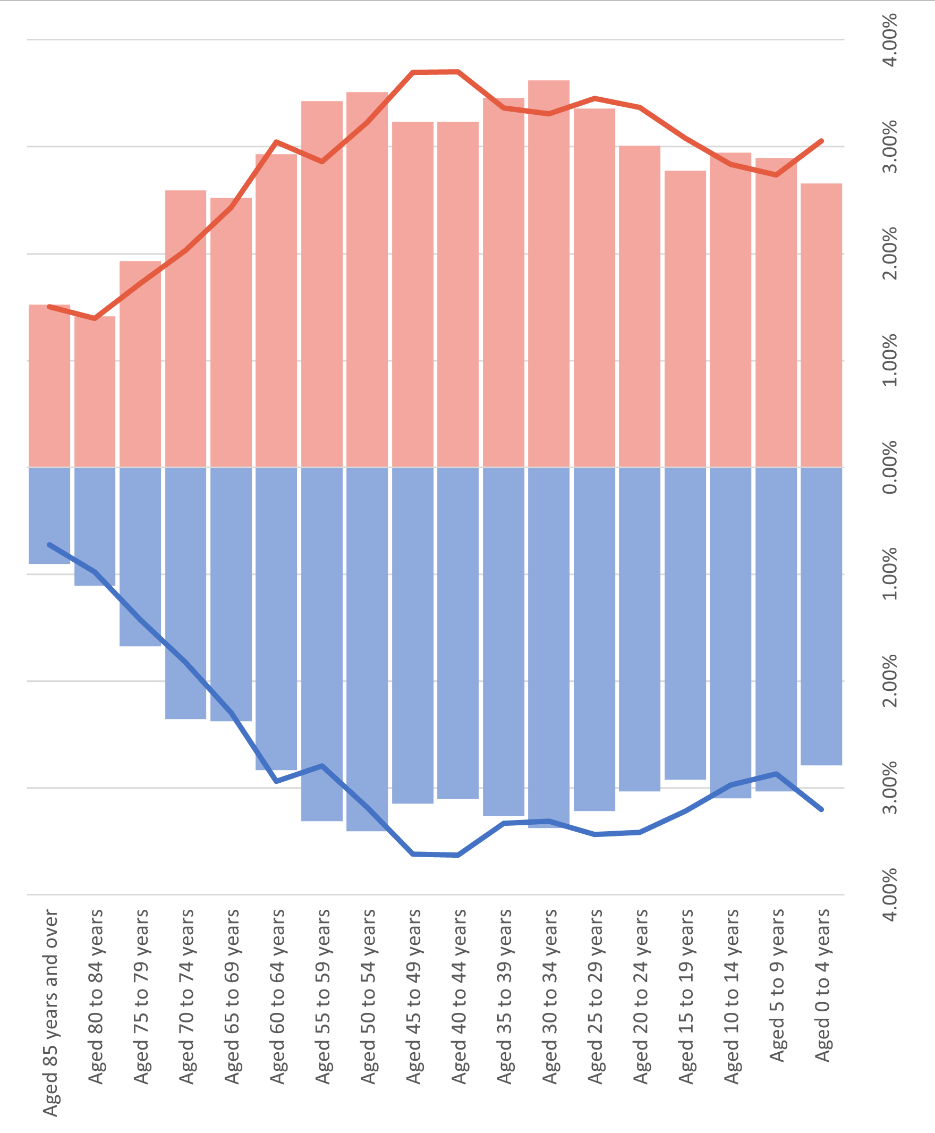 Aged 85 years and over
Aged 80 to 84 years
Aged 75 to 79 years
Aged 70 to 74 years
Aged 65 to 69 years
Aged 60 to 64 years
Aged 55 to 59 years
Aged 50 to 54 years
Aged 45 to 49 years
Aged 40 to 44 years
Aged 35 to 39 years
Aged 30 to 34 years
Aged 25 to 29 years
Aged 20 to 24 years
Aged 15 to 19 years
Aged 10 to 14 years
Aged 5 to 9 years
Aged 0 to 4 years
4.00%
3.00%
2.00%
1.00%
0.00%
1.00%
2.00%
3.00%
4.00%